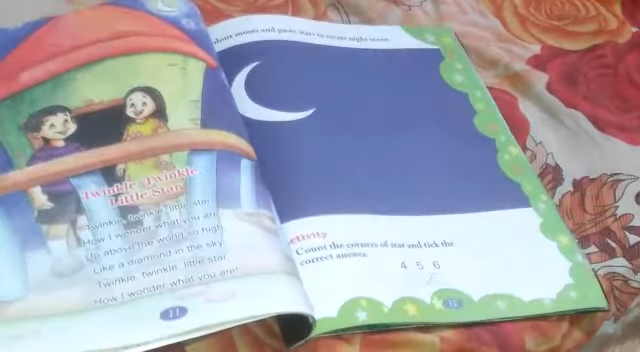 Twinkle, Twinkle,
Little Star
Twinkle, twinkle, little star
How I wonder what you are
Up above the world so high
Like a diamond in the sky
Twinkle, twinkle, little star
How I wonder what you are!
11
moon and paste stars to create night scene
Count the corners of star and tick the
correct answer.
4 5 6
12